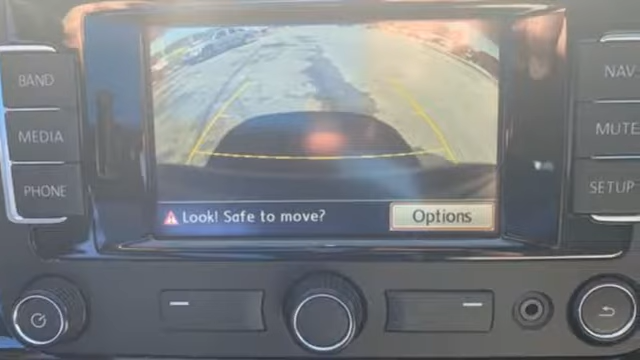 BAND
MEDIA
PHONE
NAV
MUTE
SETUP
Look! Safe to move?
Options